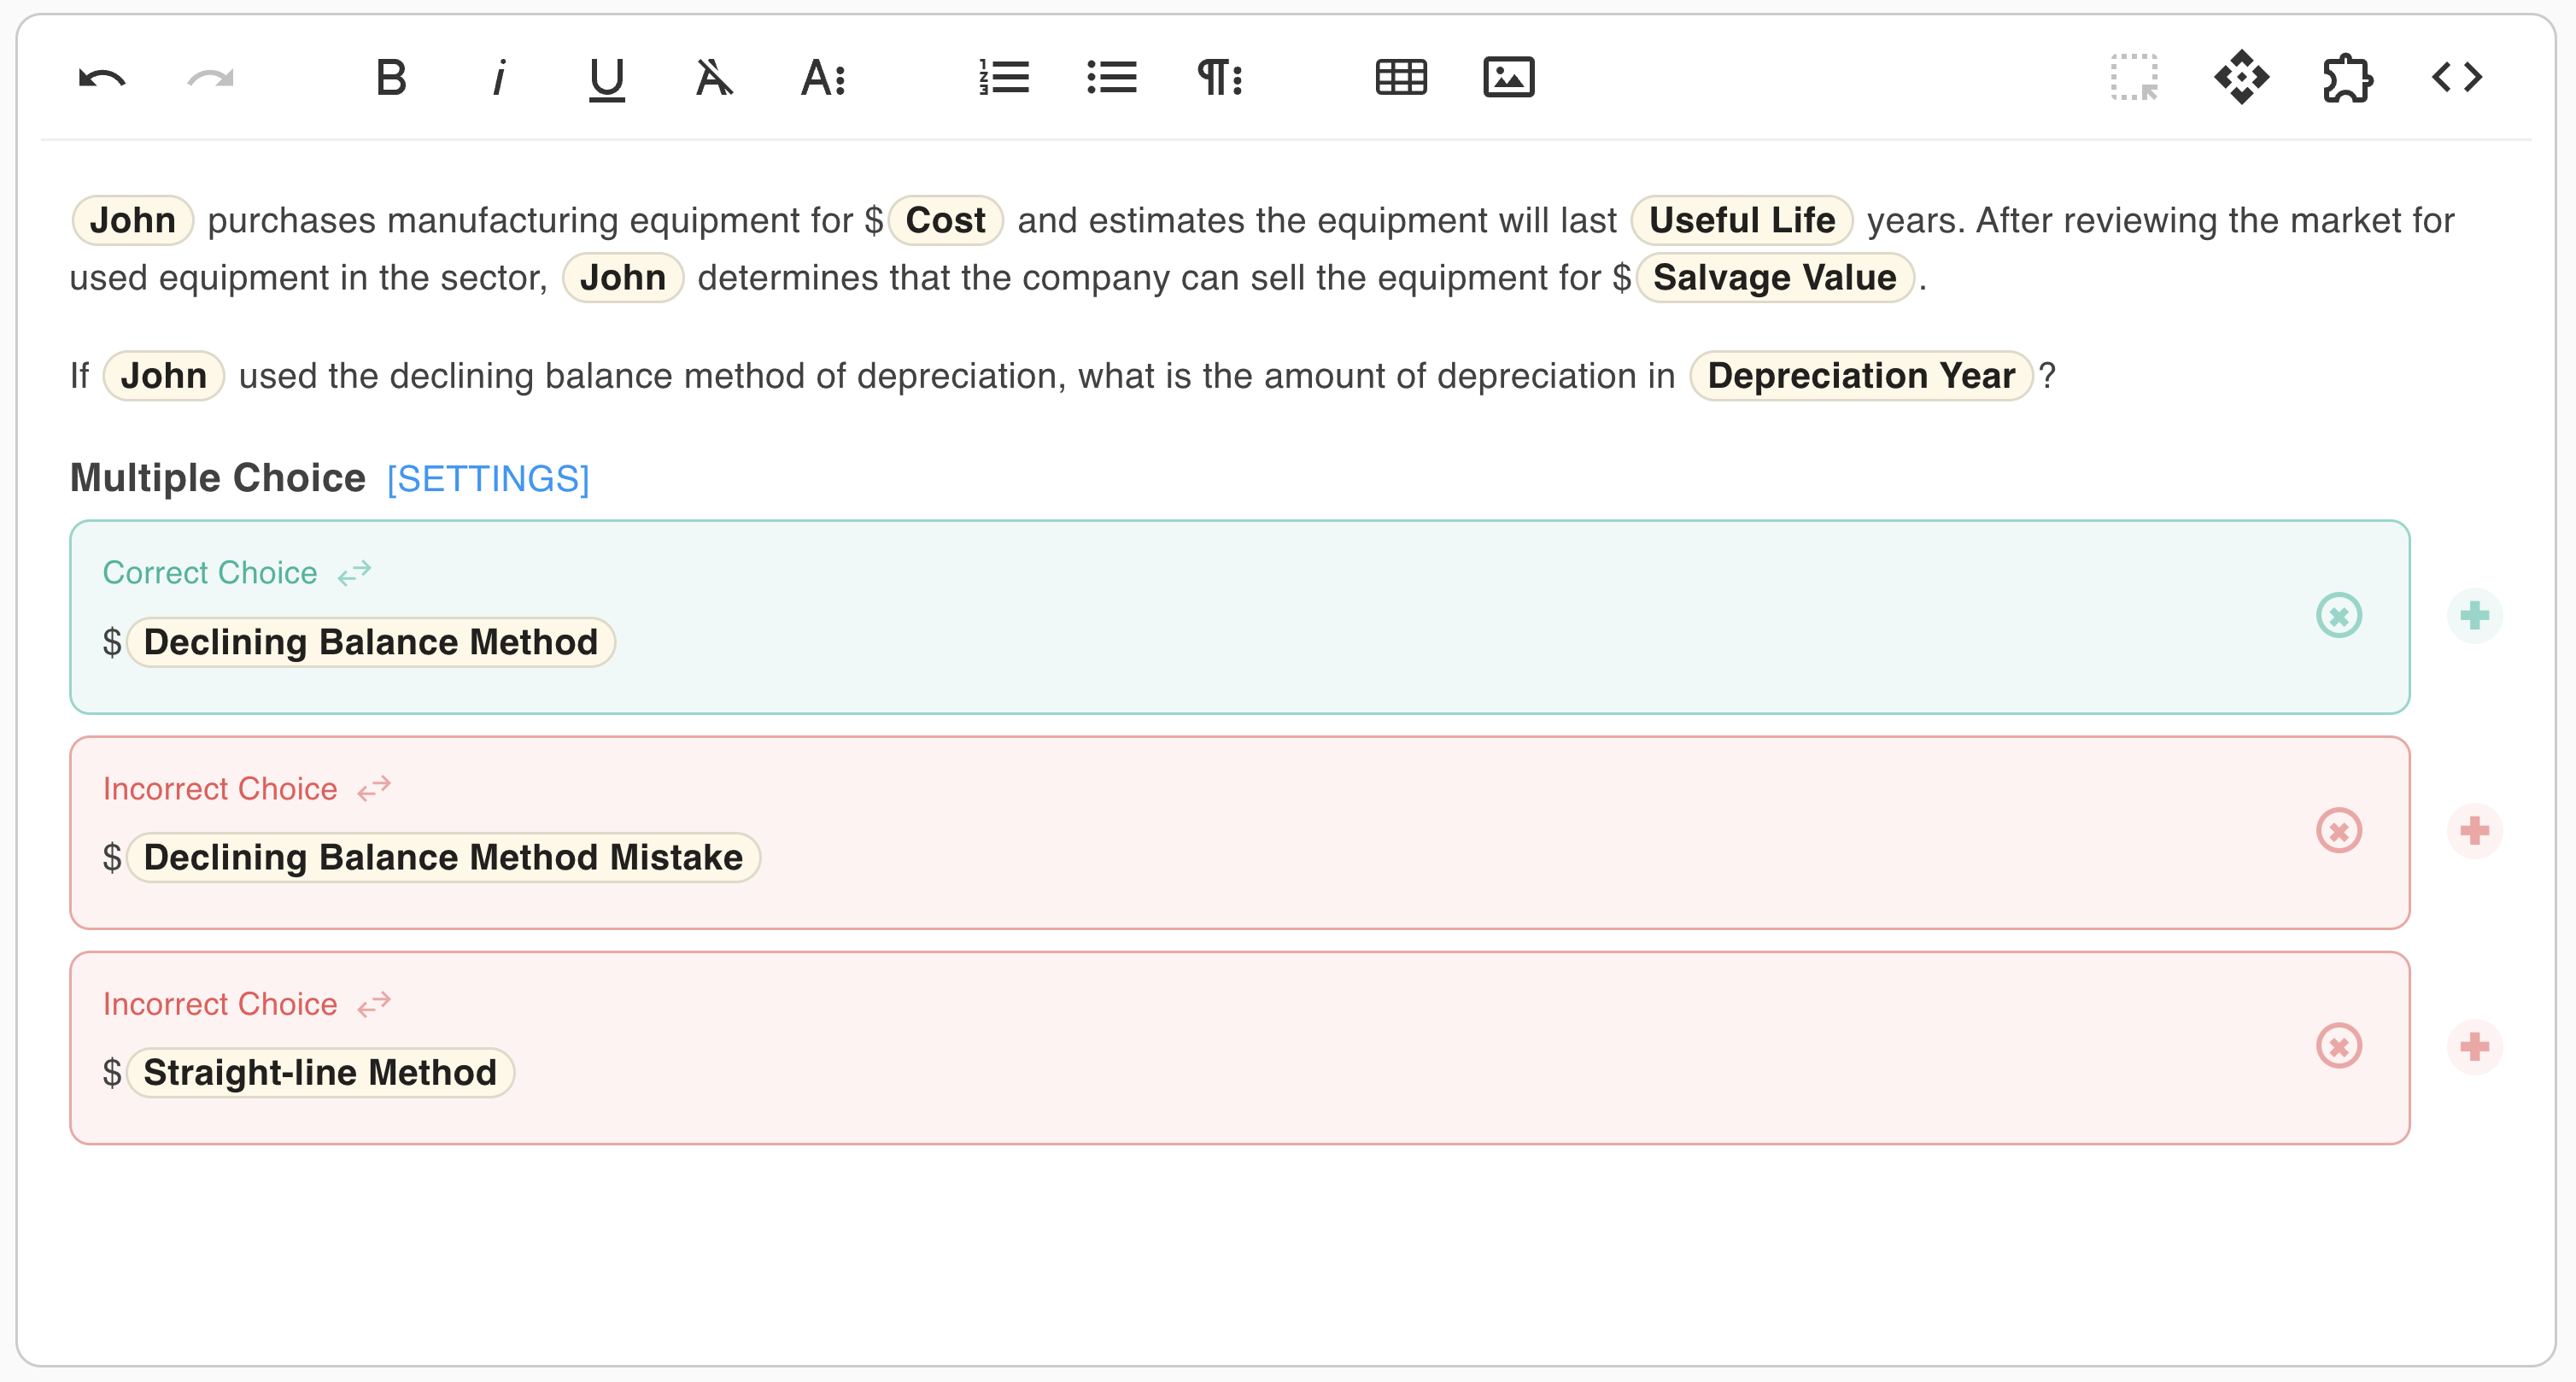 John purchases manufacturing equipment for $ Cost and estimates the equipment will last Useful Life years. After reviewing the market for
used equipment in the sector, John determines that the company can sell the equipment for $ Salvage Value .
If John used the declining balance method of depreciation, what is the amount of depreciation in Depreciation Year ?
Multiple Choice [SETTINGS]
Correct Choice
$ Declining Balance Method
Incorrect Choice
$ Declining Balance Method Mistake
Incorrect Choice
$ Straight-line Method